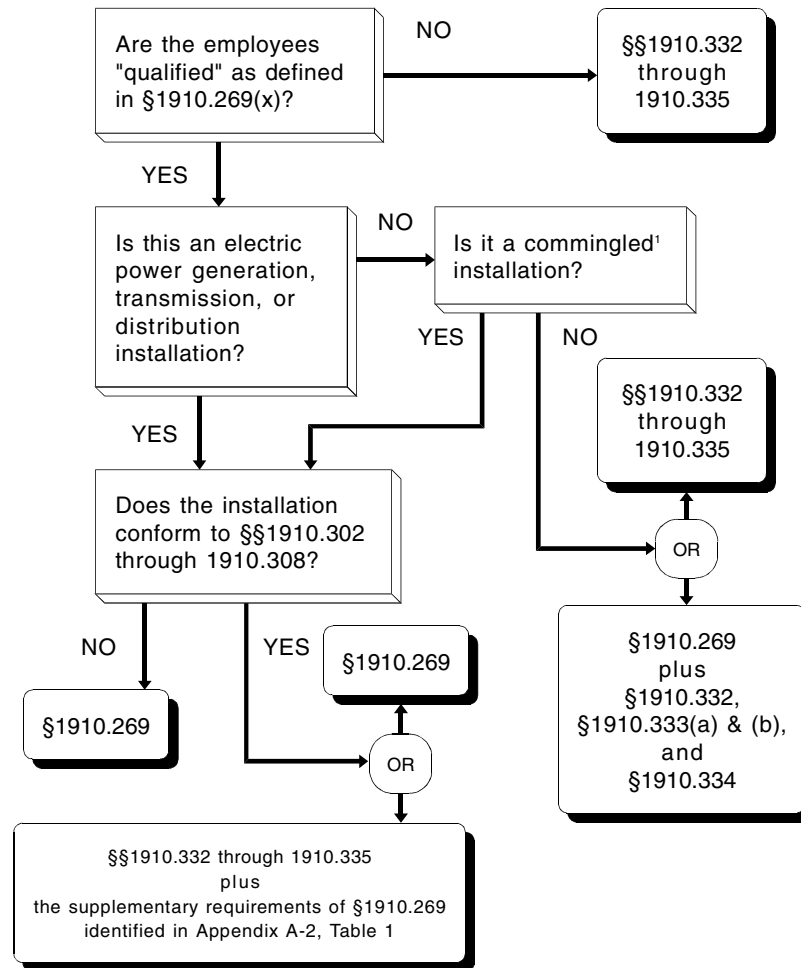 Are the employees
"qualified" as defined
in §1910.269(x)?
NO
§§1910.332
through
1910.335
YES
Is this an electric
power generation,
transmission, or
distribution
installation?
NO
Is it a commingled¹
installation?
YES
NO
§§1910.332
through
1910.335
YES
Does the installation
conform to §§1910.302
through 1910.308?
OR
NO
YES
§1910.269
§1910.269
§1910.269
plus
§1910.332,
§1910.333(a) & (b),
and
§1910.334
OR
§§1910.332 through 1910.335
plus
the supplementary requirements of §1910.269
identified in Appendix A-2, Table 1